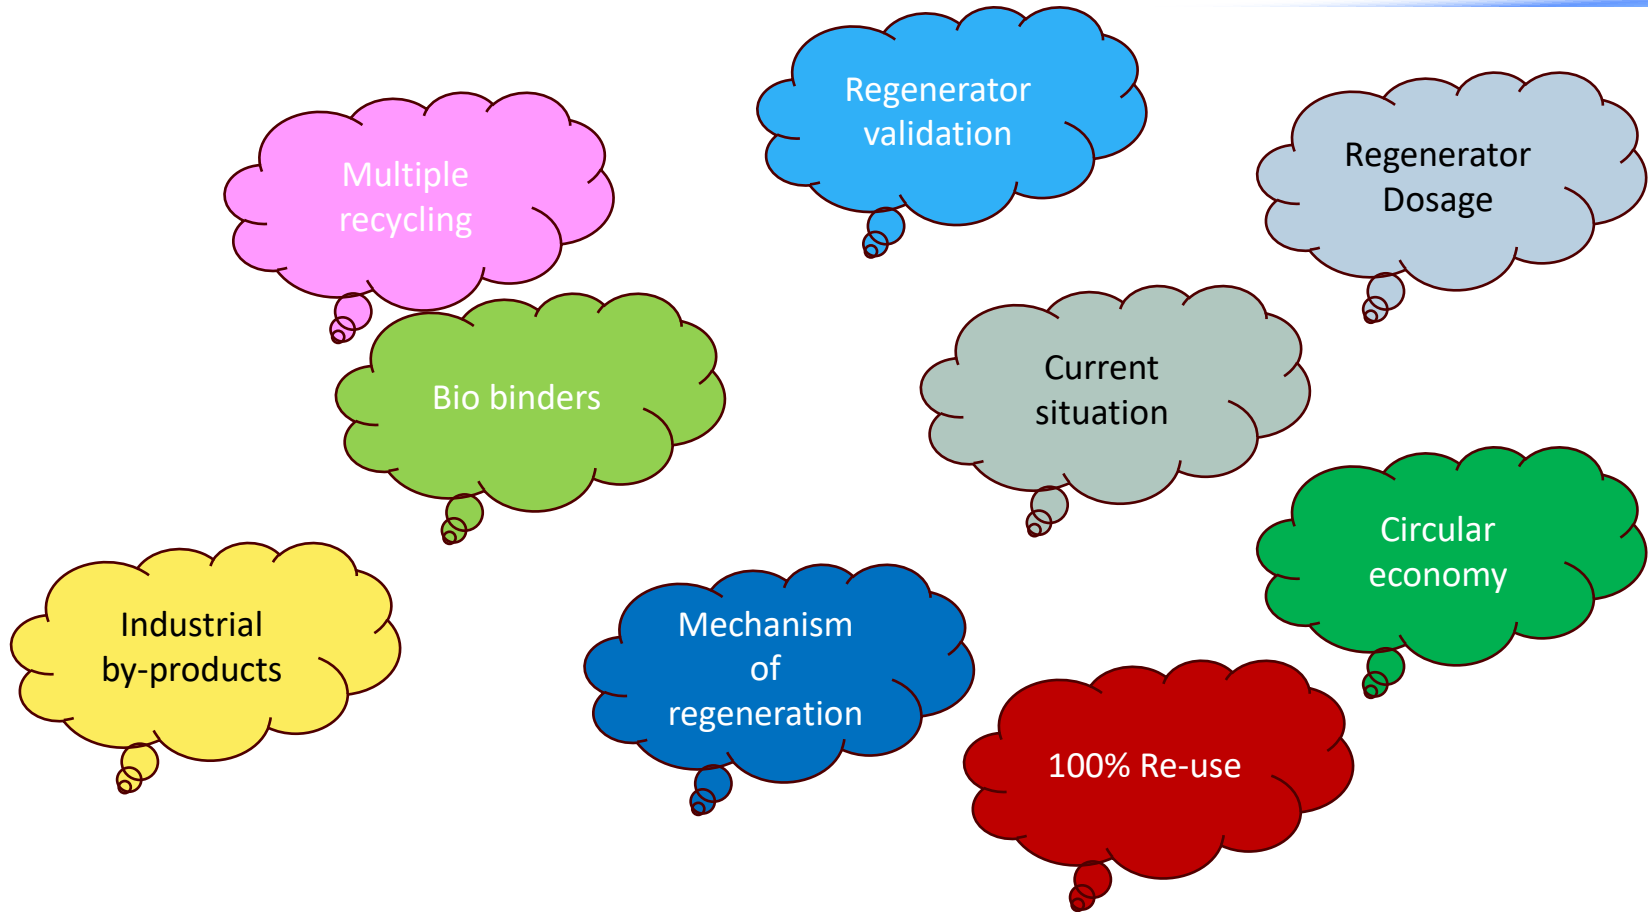 Regenerator
validation
Multiple
recycling
Regenerator
Dosage
Bio binders
Current
situation
Circular
economy
Industrial
by-products
Mechanism
of
regeneration
100% Re-use